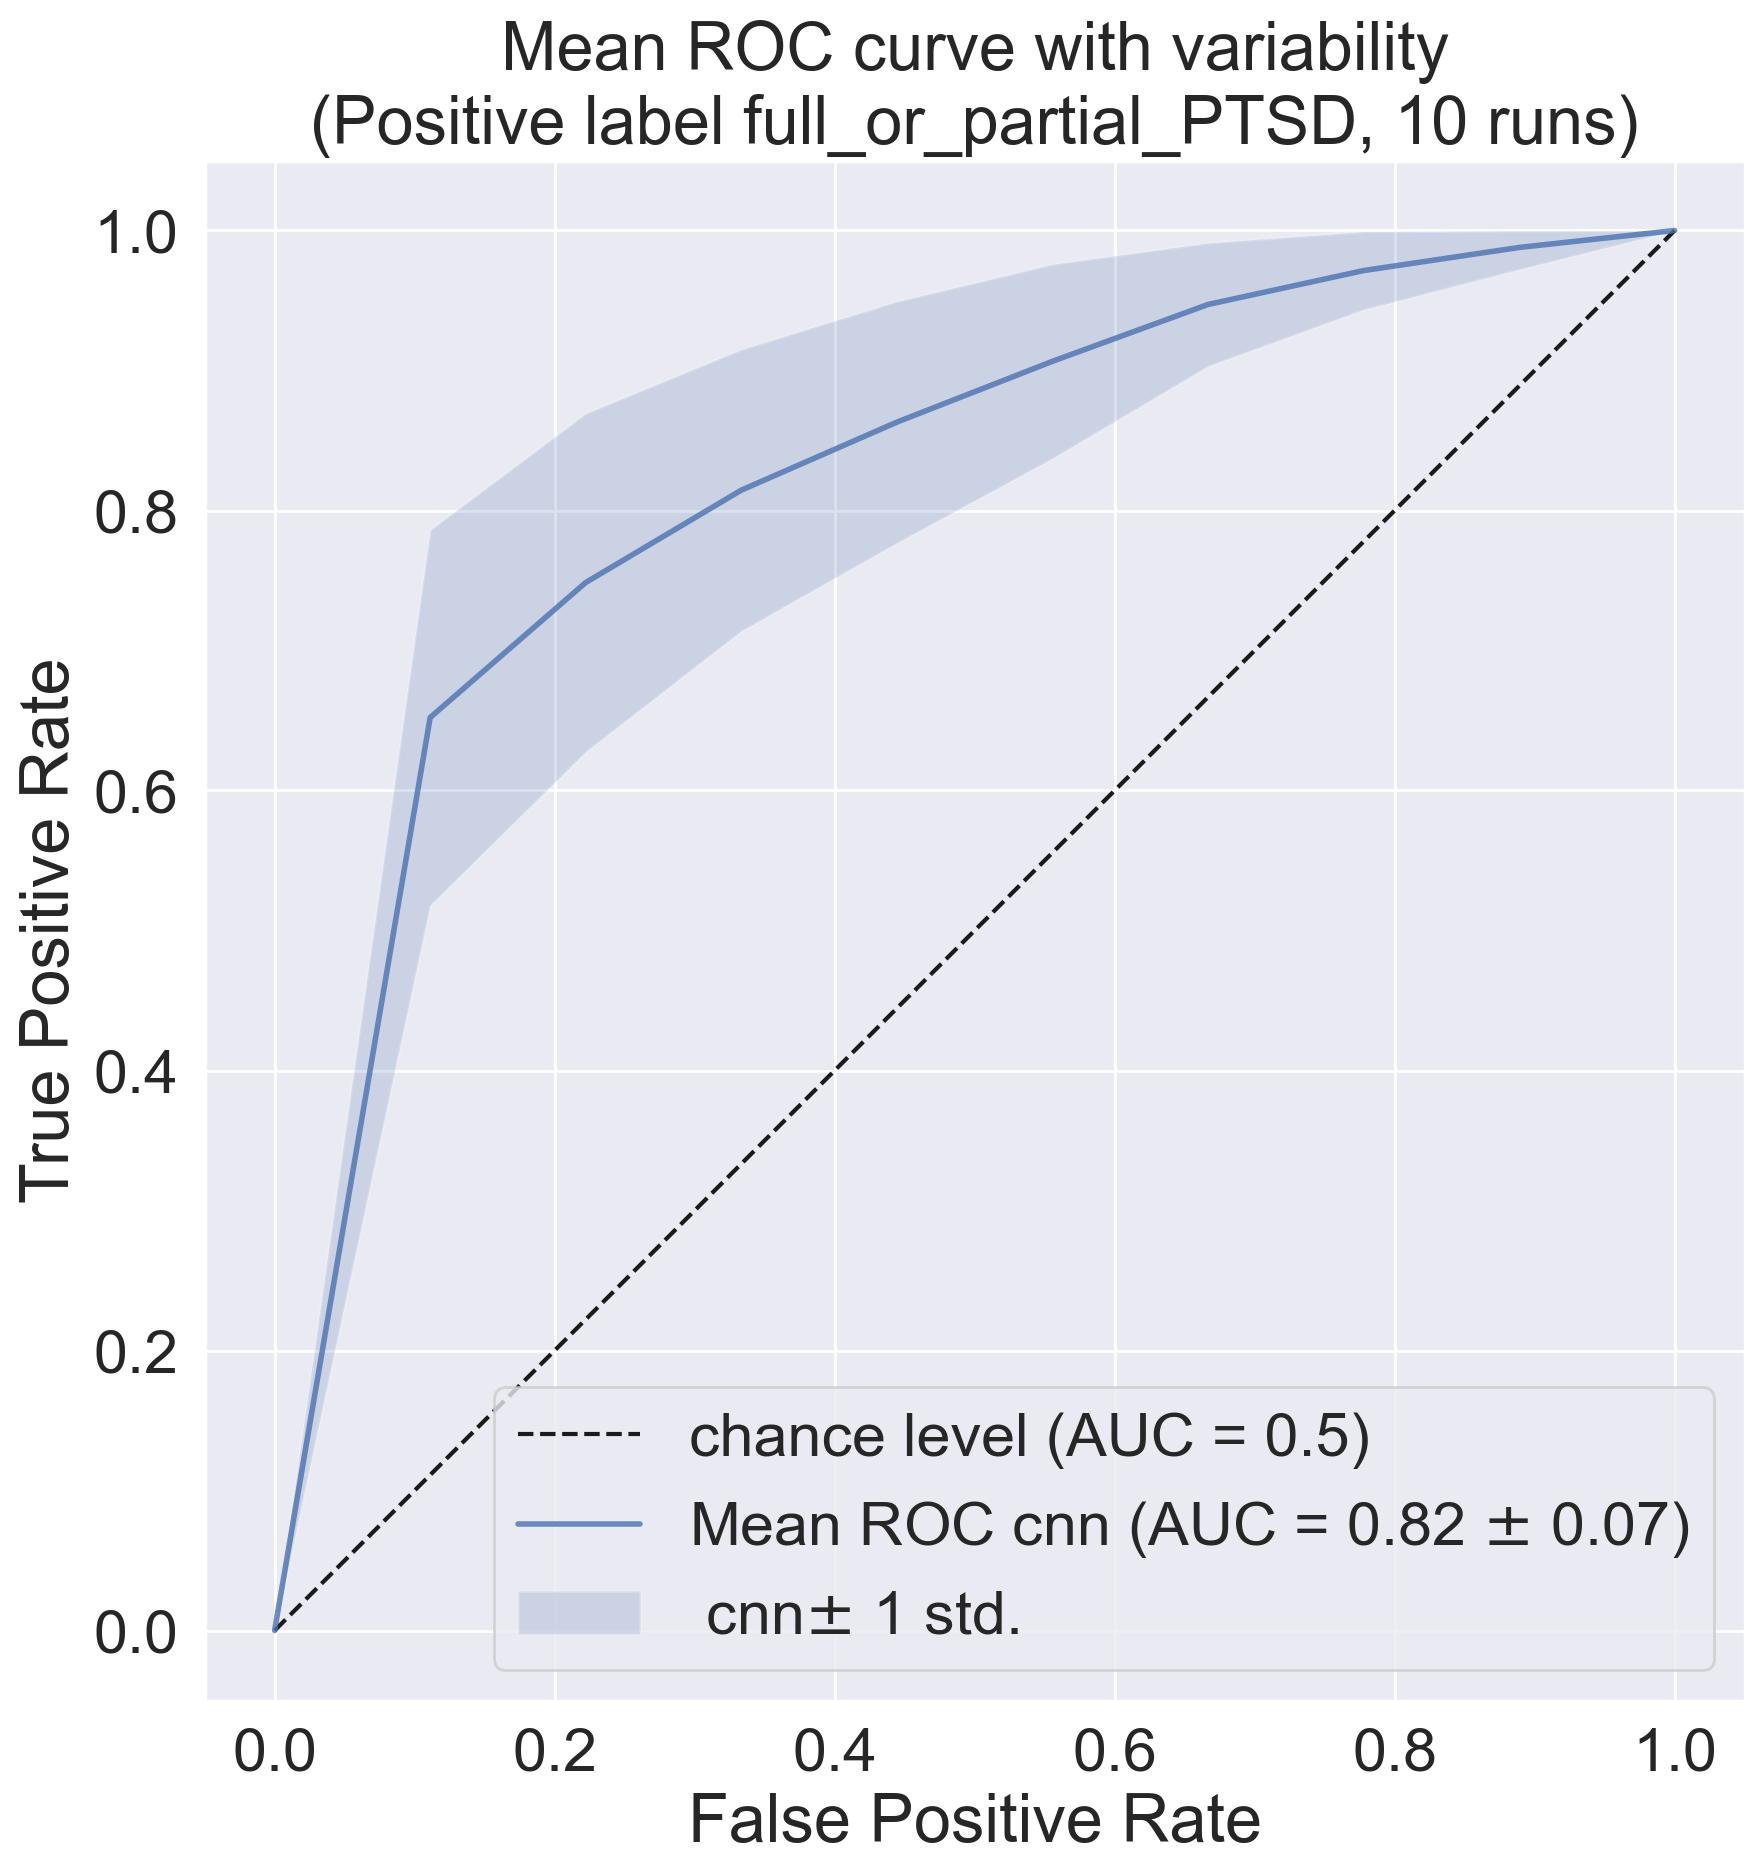 Mean ROC curve with variability
(Positive label full_or_partial_PTSD, 10 runs)
True Positive Rate
1.0
0.8
0.6
0.4
0.2
0.0
chance level (AUC = 0.5)
Mean ROC cnn (AUC = 0.82 ± 0.07)
cnn± 1 std.
0.0 0.2 0.4 0.6 0.8 1.0
False Positive Rate